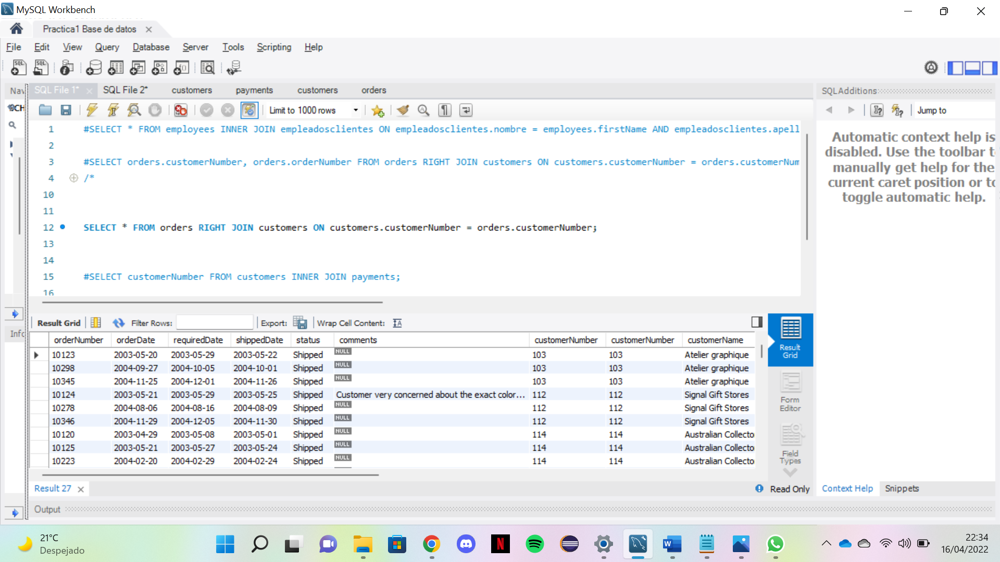 MySQL Workbench
Practica1 Base de datos
File Edit View Query Database Server Tools Scripting Help
Nav
SQL File 1* SQL File 2* customers payments customers orders
SQLAdditions
SCH
Limit to 1000 rows
Jump to
1 #SELECT * FROM employees INNER JOIN empleadosclientes ON empleadosclientes.nombre = employees.firstName AND empleadosclientes.apell
2
3 #SELECT orders.customerNumber, orders.orderNumber FROM orders RIGHT JOIN customers ON customers.customerNumber = orders.customerNum
4 /*
10
11
12 SELECT * FROM orders RIGHT JOIN customers ON customers.customerNumber = orders.customerNumber;
13
14
15 #SELECT customerNumber FROM customers INNER JOIN payments;
16
Automatic context help is
disabled. Use the toolbar t
manually get help for the
current caret position or to
toggle automatic help.
Info
Result Grid Filter Rows: Export: Wrap Cell Content:
orderNumber orderDate requiredDate shippedDate status comments customerNumber customerNumber customerName
10123 2003-05-20 2003-05-29 2003-05-22 Shipped NULL 103 103 Atelier graphique
10298 2004-09-27 2004-10-05 2004-10-01 Shipped NULL 103 103 Atelier graphique
10345 2004-11-25 2004-12-01 2004-11-26 Shipped NULL 103 103 Atelier graphique
10124 2003-05-21 2003-05-29 2003-05-25 Shipped Customer very concerned about the exact color... 112 112 Signal Gift Stores
10278 2004-08-06 2004-08-16 2004-08-09 Shipped NULL 112 112 Signal Gift Stores
10346 2004-11-29 2004-12-05 2004-11-30 Shipped NULL 112 112 Signal Gift Stores
10120 2003-04-29 2003-05-08 2003-05-01 Shipped NULL 114 114 Australian Collecto
10125 2003-05-21 2003-05-27 2003-05-24 Shipped NULL 114 114 Australian Collecto
10223 2004-02-20 2004-02-29 2004-02-24 Shipped NULL 114 114 Australian Collecto
Result
Grid
Form
Editor
Field
Types
Result 27
Read Only
Context Help Snippets
Output
21°C
Despejado
22:34
16/04/2022